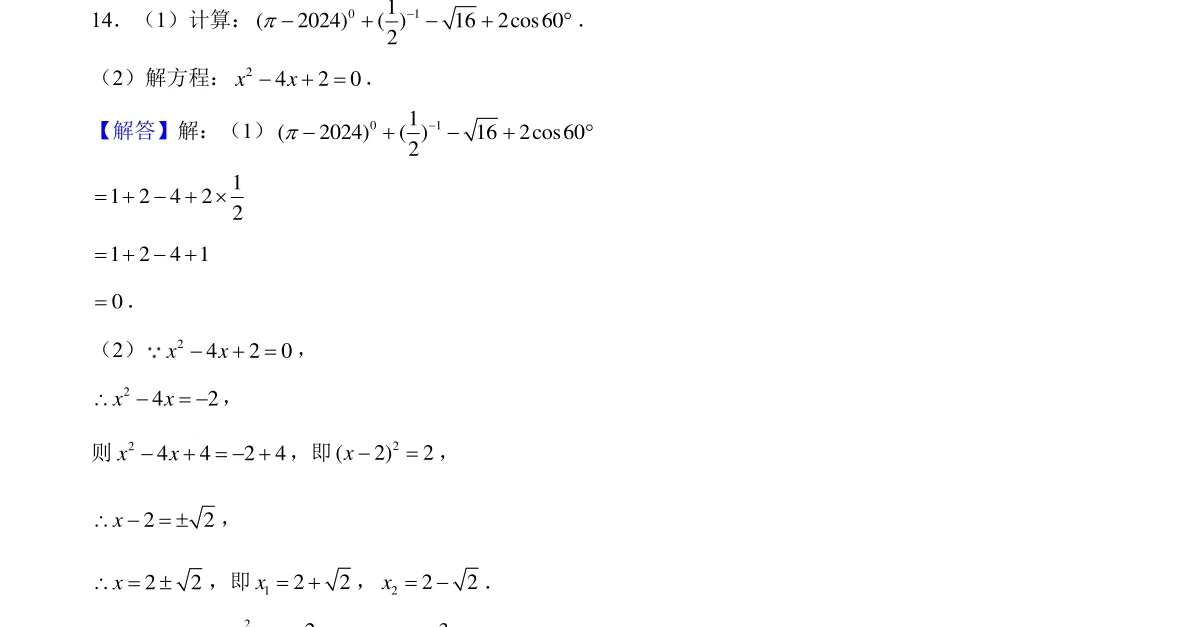 14．（1）计算：(π－2024)⁰＋(1/2)⁻¹－√16＋2cos60°．
（2）解方程：x²－4x＋2＝0．
【解答】解：（1）(π－2024)⁰＋(1/2)⁻¹－√16＋2cos60°
＝1＋2－4＋2×1/2
＝1＋2－4＋1
＝0．
（2）∵x²－4x＋2＝0，
∴x²－4x＝－2，
则 x²－4x＋4＝－2＋4，即(x－2)²＝2，
∴x－2＝±√2，
∴x＝2±√2，即 x₁＝2＋√2，x₂＝2－√2．